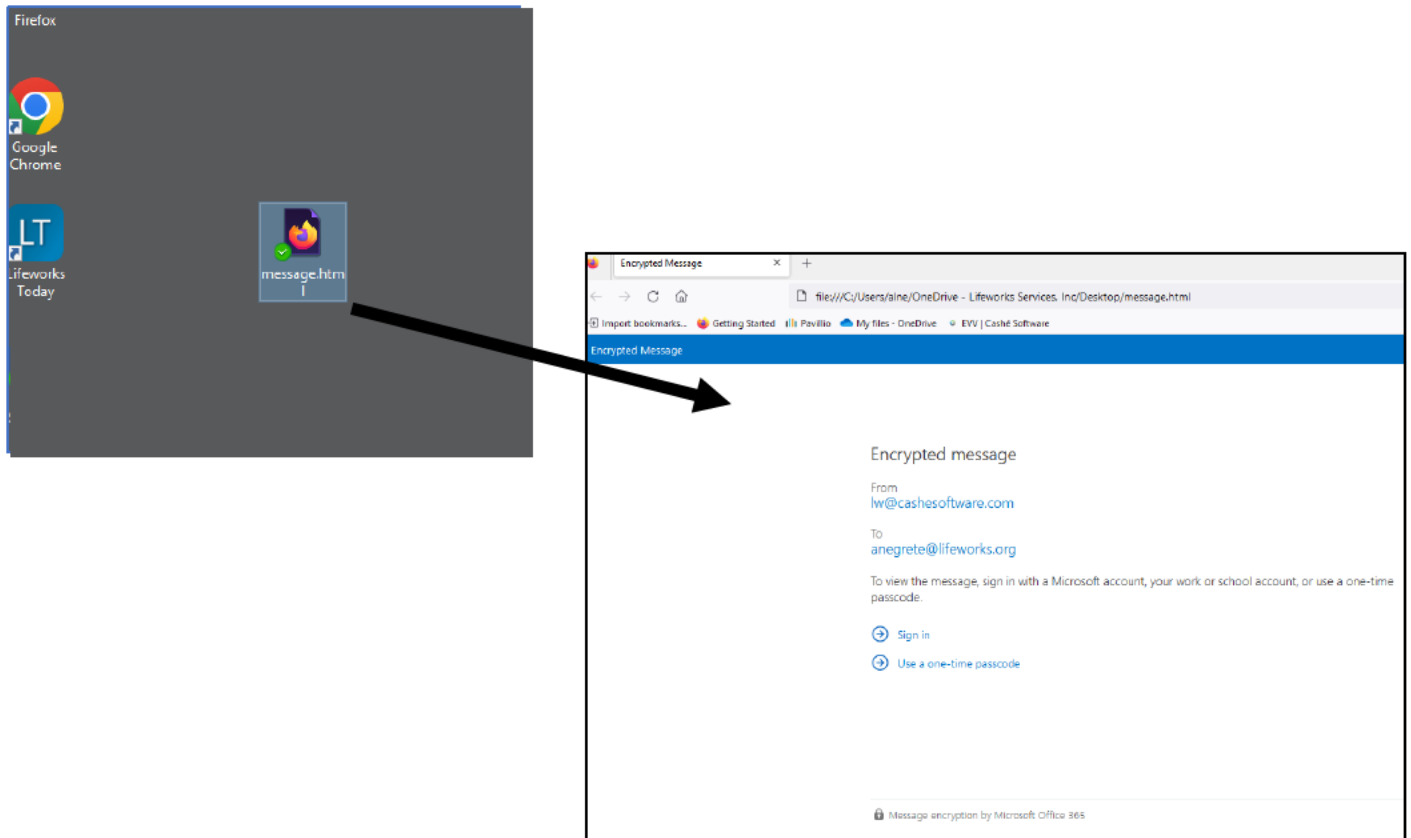 Firefox
Google
Chrome
LT
Lifeworks
Today
message.htm
l
Encrypted Message
file:///C:/Users/alne/OneDrive - Lifeworks Services, Inc/Desktop/message.html
Import bookmarks... Getting Started Pavillio My files - OneDrive EVV | Cashé Software
Encrypted Message
Encrypted message
From
lw@cashesoftware.com
To
anegrete@lifeworks.org
To view the message, sign in with a Microsoft account, your work or school account, or use a one-time
passcode.
Sign in
Use a one-time passcode
Message encryption by Microsoft Office 365